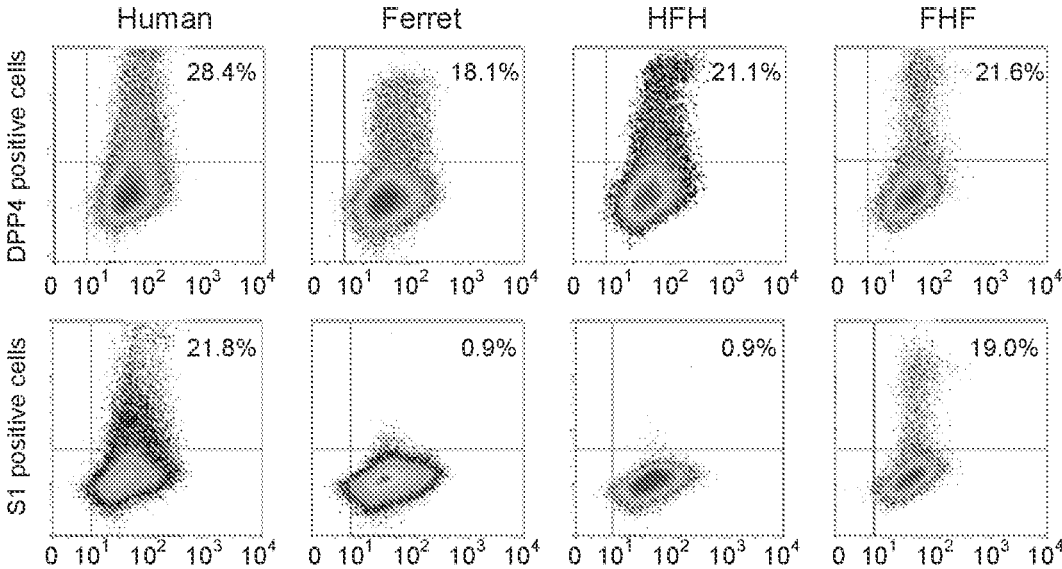 Human Ferret HFH FHF
DPP4 positive cells
28.4% 18.1% 21.1% 21.6%
0 10¹ 10² 10³ 10⁴ 0 10¹ 10² 10³ 10⁴ 0 10¹ 10² 10³ 10⁴ 0 10¹ 10² 10³ 10⁴
S1 positive cells
21.8% 0.9% 0.9% 19.0%
0 10¹ 10² 10³ 10⁴ 0 10¹ 10² 10³ 10⁴ 0 10¹ 10² 10³ 10⁴ 0 10¹ 10² 10³ 10⁴